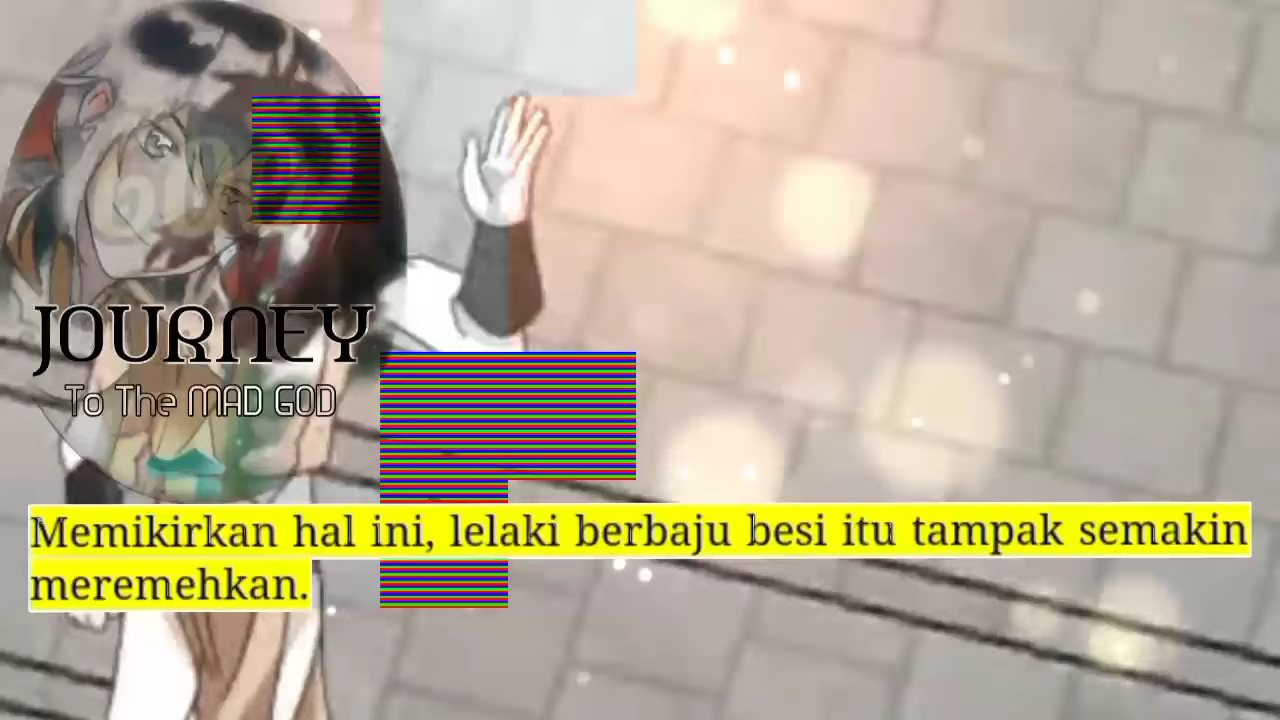 JOURNEY
To The MAD GOD
Memikirkan hal ini, lelaki berbaju besi itu tampak semakin
meremehkan.